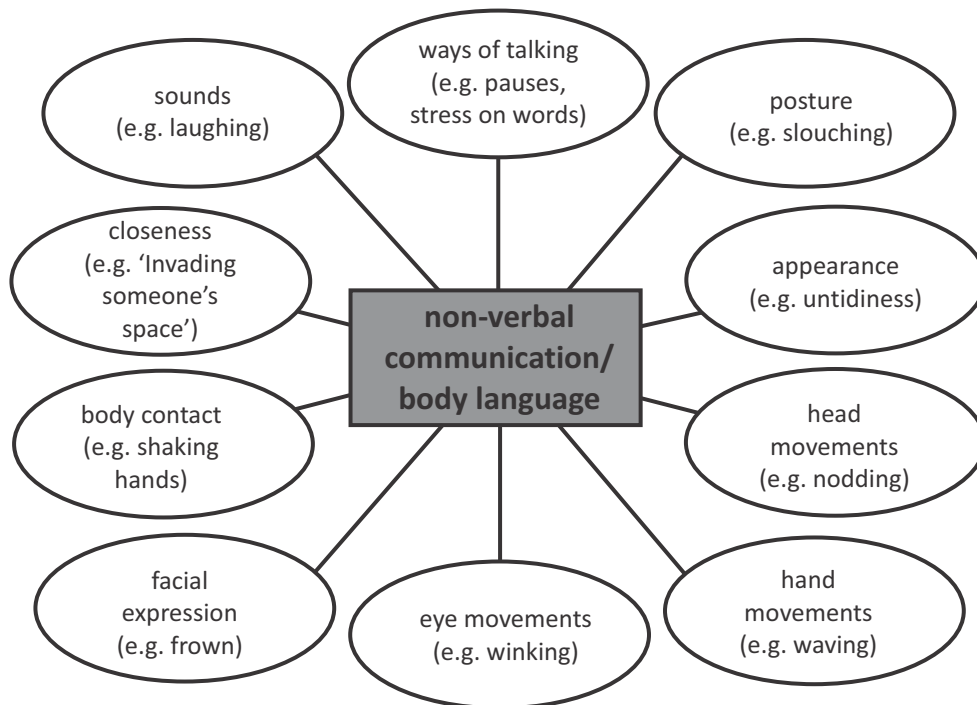 ways of talking
(e.g. pauses,
stress on words)
sounds
(e.g. laughing)
posture
(e.g. slouching)
closeness
(e.g. ‘Invading
someone’s
space’)
appearance
(e.g. untidiness)
non-verbal
communication/
body language
body contact
(e.g. shaking
hands)
head
movements
(e.g. nodding)
facial
expression
(e.g. frown)
eye movements
(e.g. winking)
hand
movements
(e.g. waving)